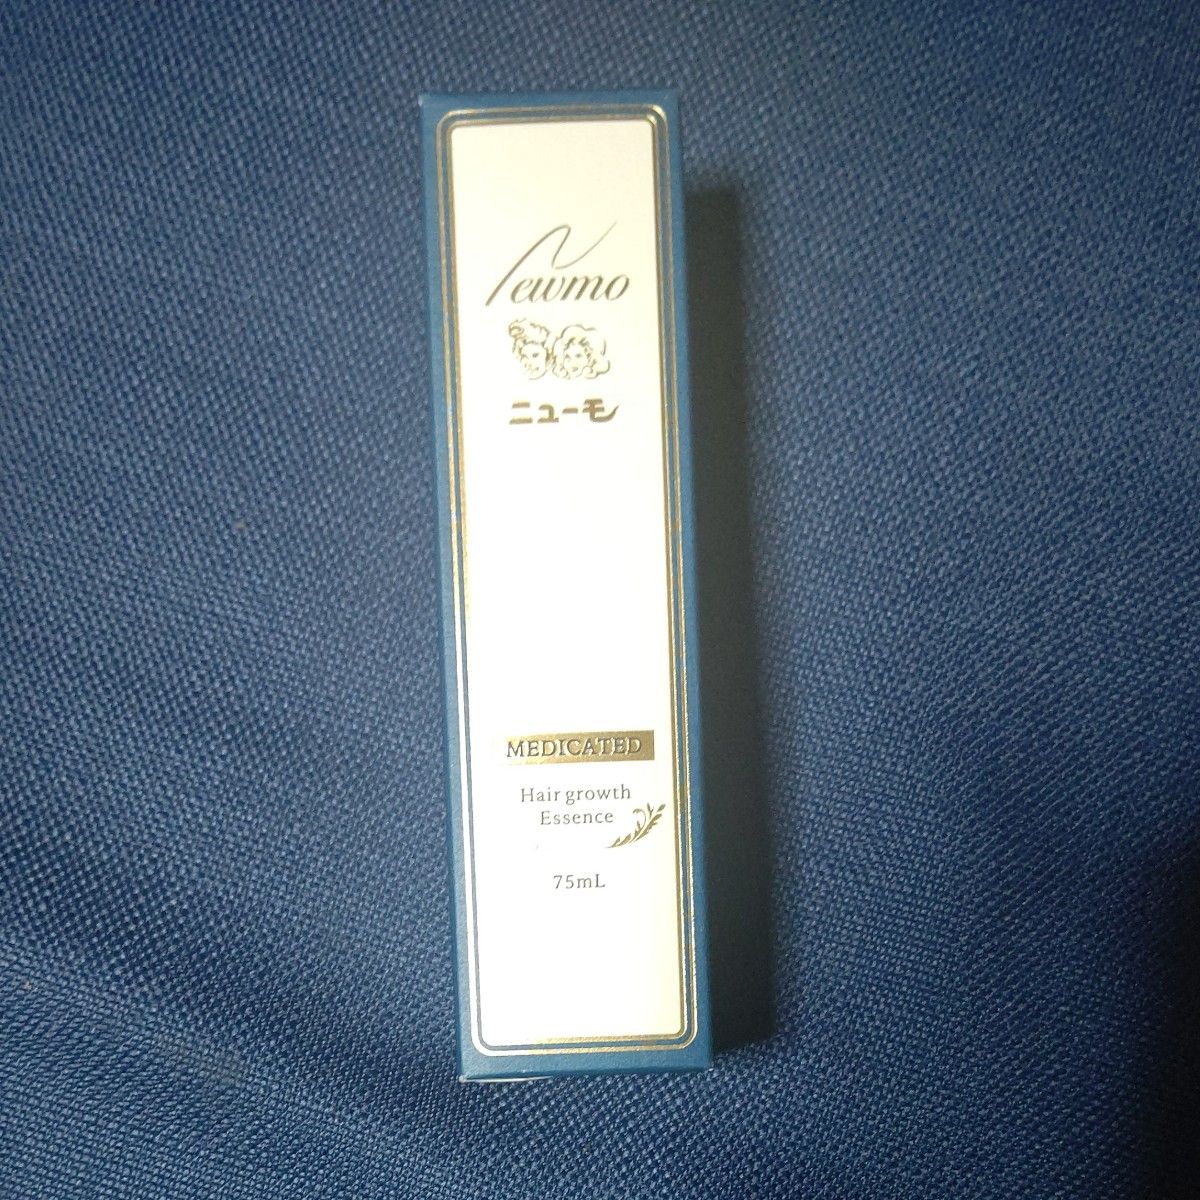 Newmo
ニューモ
MEDICATED
Hair growth
Essence
75mL